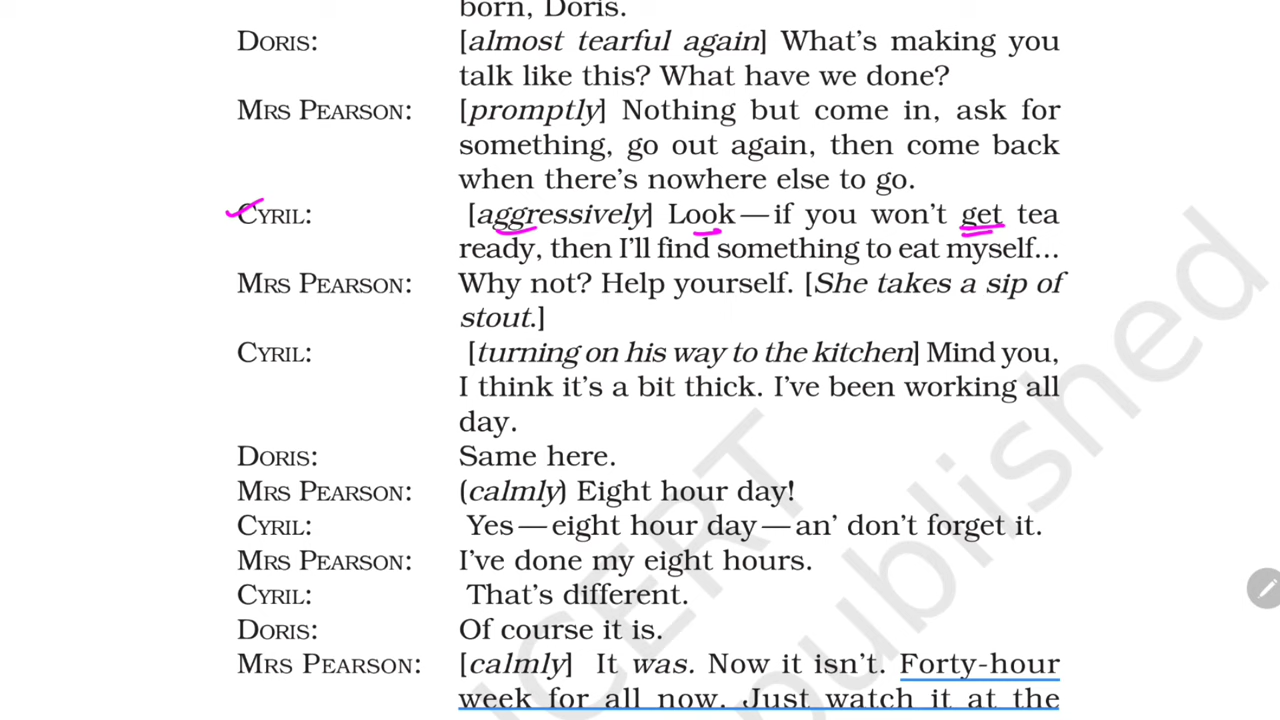 born, Doris.
DORIS: [almost tearful again] What's making you
talk like this? What have we done?
MRS PEARSON: [promptly] Nothing but come in, ask for
something, go out again, then come back
when there's nowhere else to go.
CYRIL: [aggressively] Look—if you won't get tea
ready, then I'll find something to eat myself...
MRS PEARSON: Why not? Help yourself. [She takes a sip of
stout.]
CYRIL: [turning on his way to the kitchen] Mind you,
I think it's a bit thick. I've been working all
day.
DORIS: Same here.
MRS PEARSON: (calmly) Eight hour day!
CYRIL: Yes—eight hour day—an' don't forget it.
MRS PEARSON: I've done my eight hours.
CYRIL: That's different.
DORIS: Of course it is.
MRS PEARSON: [calmly] It was. Now it isn't. Forty-hour
week for all now. Just watch it at the
NCERT
published